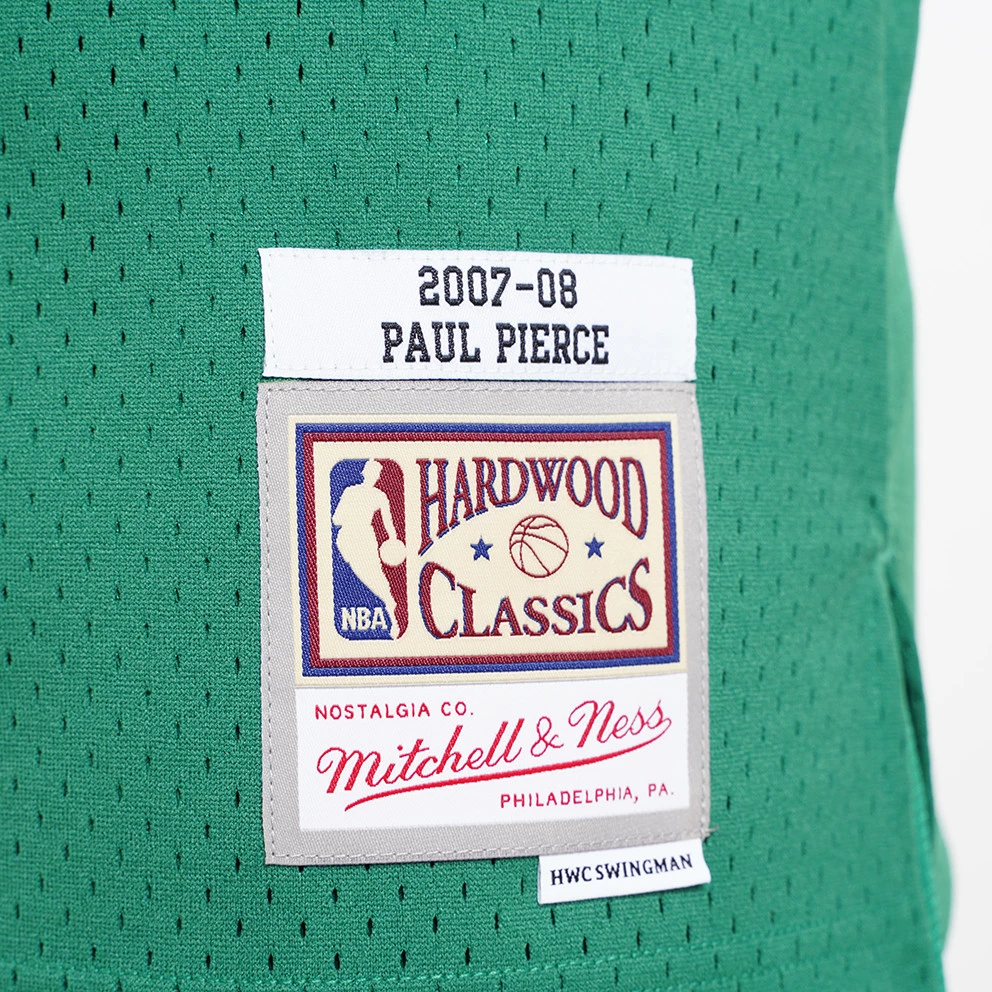 2007-08
PAUL PIERCE
HARDWOOD
CLASSICS
NBA
NOSTALGIA CO.
Mitchell & Ness
PHILADELPHIA, PA.
HWC SWINGMAN